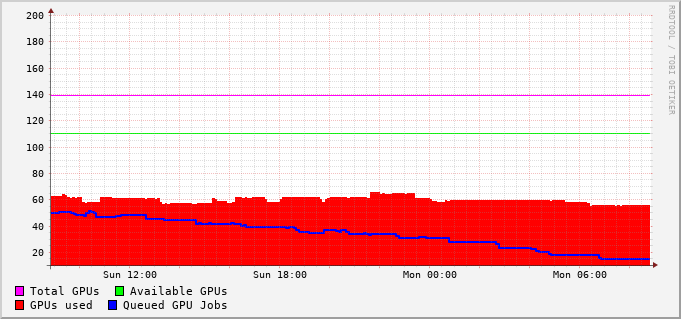 200
180
160
140
120
100
80
60
40
20
Sun 12:00 Sun 18:00 Mon 00:00 Mon 06:00
Total GPUs Available GPUs
GPUs used Queued GPU Jobs
RRDTOOL / TOBI OETIKER